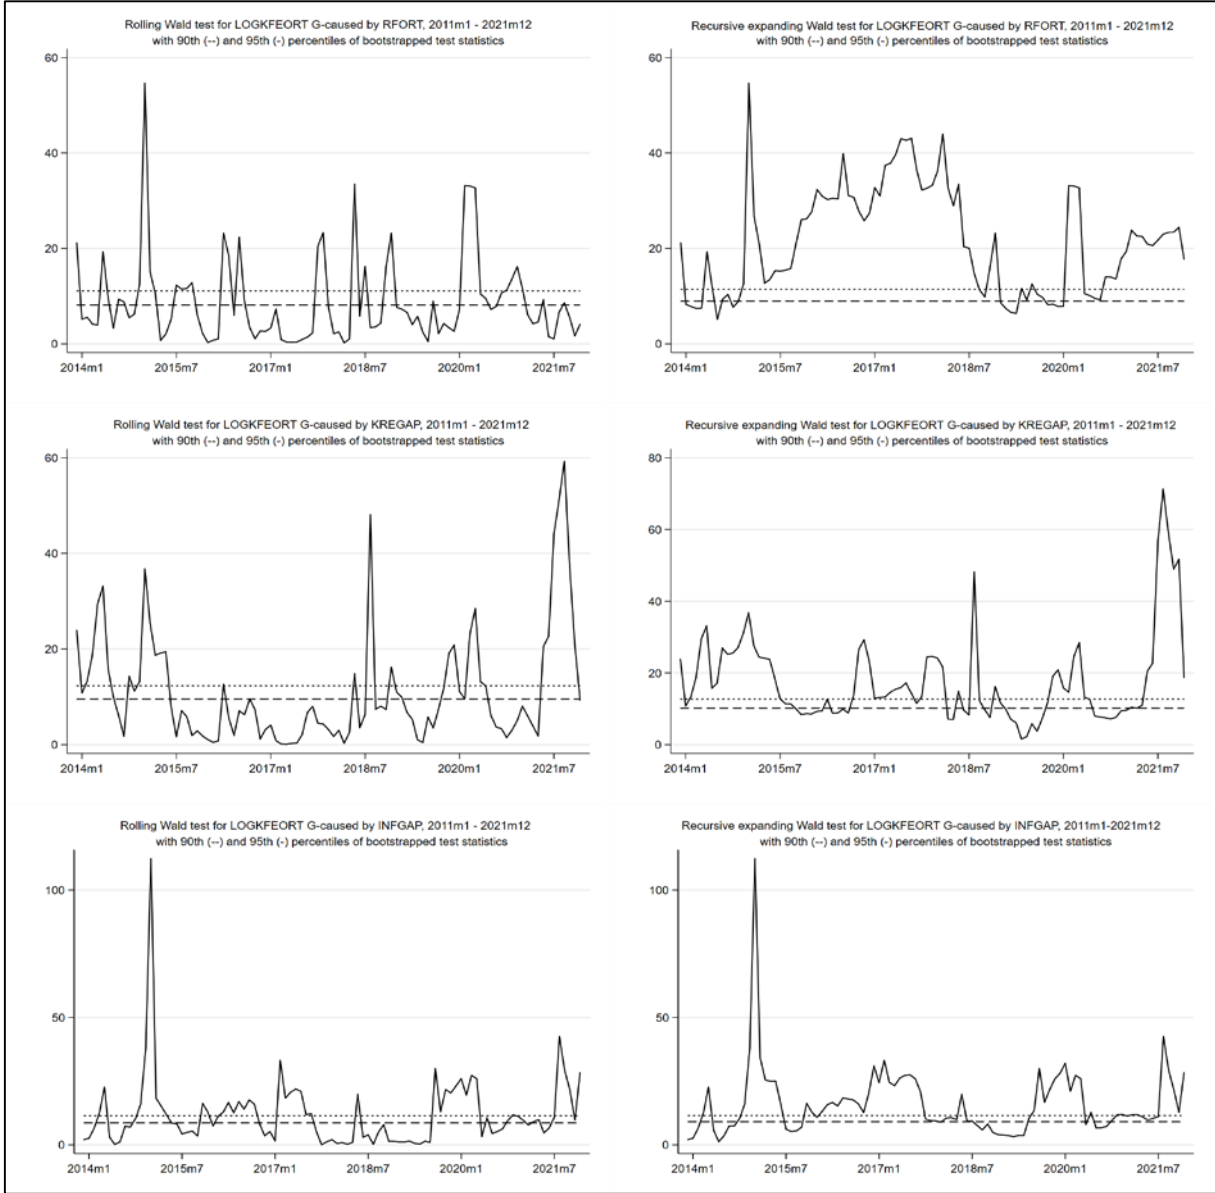 Rolling Wald test for LOGKFEORT G-caused by RFORT, 2011m1 - 2021m12
with 90th (--) and 95th (-) percentiles of bootstrapped test statistics
60
40
20
0
2014m1 2015m7 2017m1 2018m7 2020m1 2021m7
Recursive expanding Wald test for LOGKFEORT G-caused by RFORT, 2011m1 - 2021m12
with 90th (--) and 95th (-) percentiles of bootstrapped test statistics
60
40
20
0
2014m1 2015m7 2017m1 2018m7 2020m1 2021m7
Rolling Wald test for LOGKFEORT G-caused by KREGAP, 2011m1 - 2021m12
with 90th (--) and 95th (-) percentiles of bootstrapped test statistics
60
40
20
0
2014m1 2015m7 2017m1 2018m7 2020m1 2021m7
Recursive expanding Wald test for LOGKFEORT G-caused by KREGAP, 2011m1 - 2021m12
with 90th (--) and 95th (-) percentiles of bootstrapped test statistics
80
60
40
20
0
2014m1 2015m7 2017m1 2018m7 2020m1 2021m7
Rolling Wald test for LOGKFEORT G-caused by INFGAP, 2011m1 - 2021m12
with 90th (--) and 95th (-) percentiles of bootstrapped test statistics
100
50
0
2014m1 2015m7 2017m1 2018m7 2020m1 2021m7
Recursive expanding Wald test for LOGKFEORT G-caused by INFGAP, 2011m1-2021m12
with 90th (--) and 95th (-) percentiles of bootstrapped test statistics
100
50
0
2014m1 2015m7 2017m1 2018m7 2020m1 2021m7